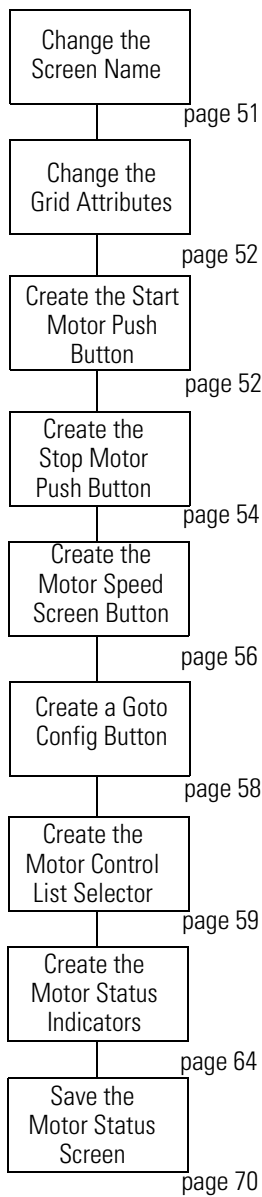 Change the
Screen Name
page 51
Change the
Grid Attributes
page 52
Create the Start
Motor Push
Button
page 52
Create the
Stop Motor
Push Button
page 54
Create the
Motor Speed
Screen Button
page 56
Create a Goto
Config Button
page 58
Create the
Motor Control
List Selector
page 59
Create the
Motor Status
Indicators
page 64
Save the
Motor Status
Screen
page 70